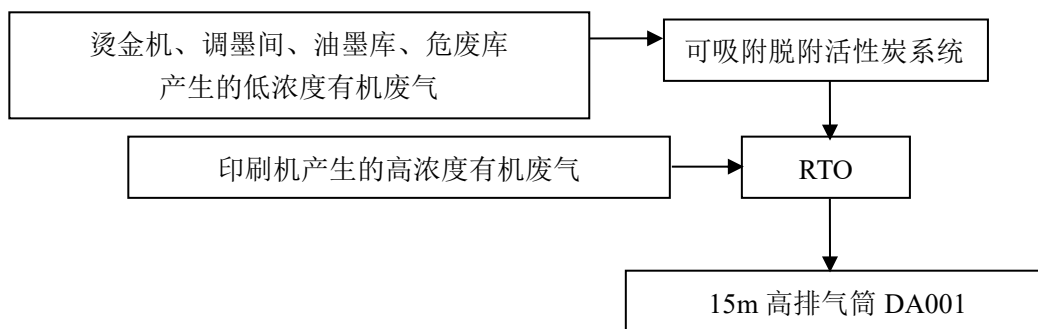 烫金机、调墨间、油墨库、危废库
产生的低浓度有机废气
可吸附脱附活性炭系统
印刷机产生的高浓度有机废气
RTO
15m 高排气筒 DA001